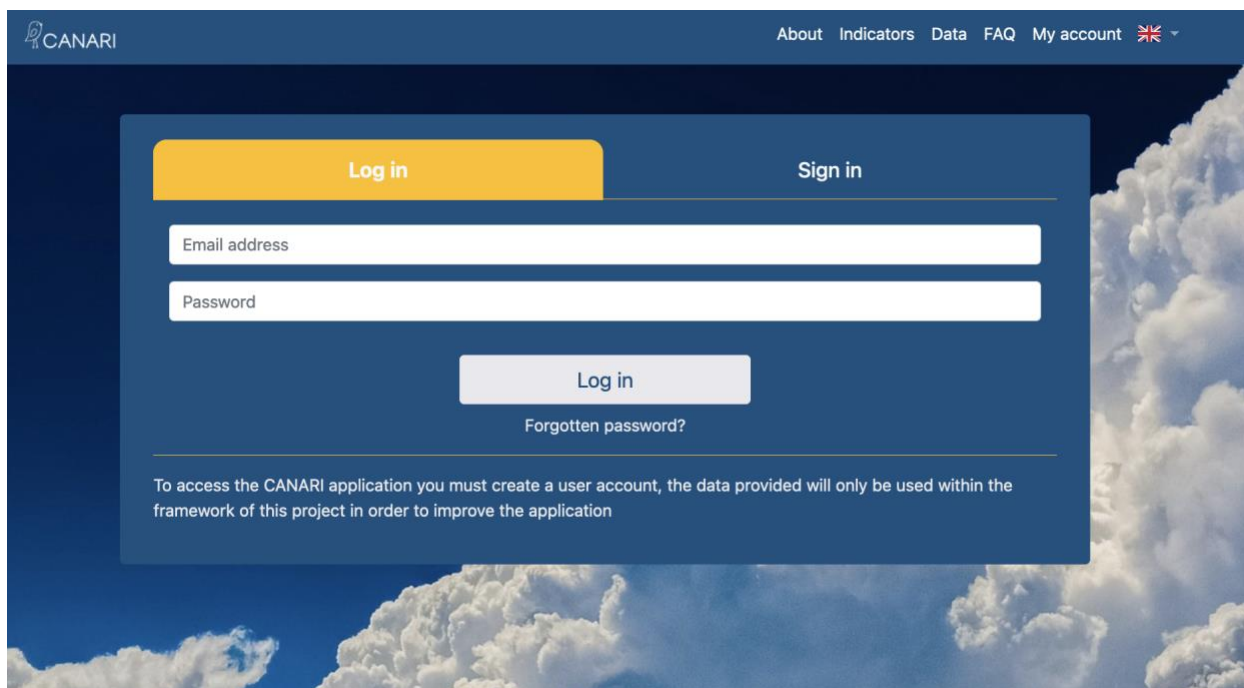 CANARI
About Indicators Data FAQ My account
Log in
Sign in
Email address
Password
Log in
Forgotten password?
To access the CANARI application you must create a user account, the data provided will only be used within the
framework of this project in order to improve the application